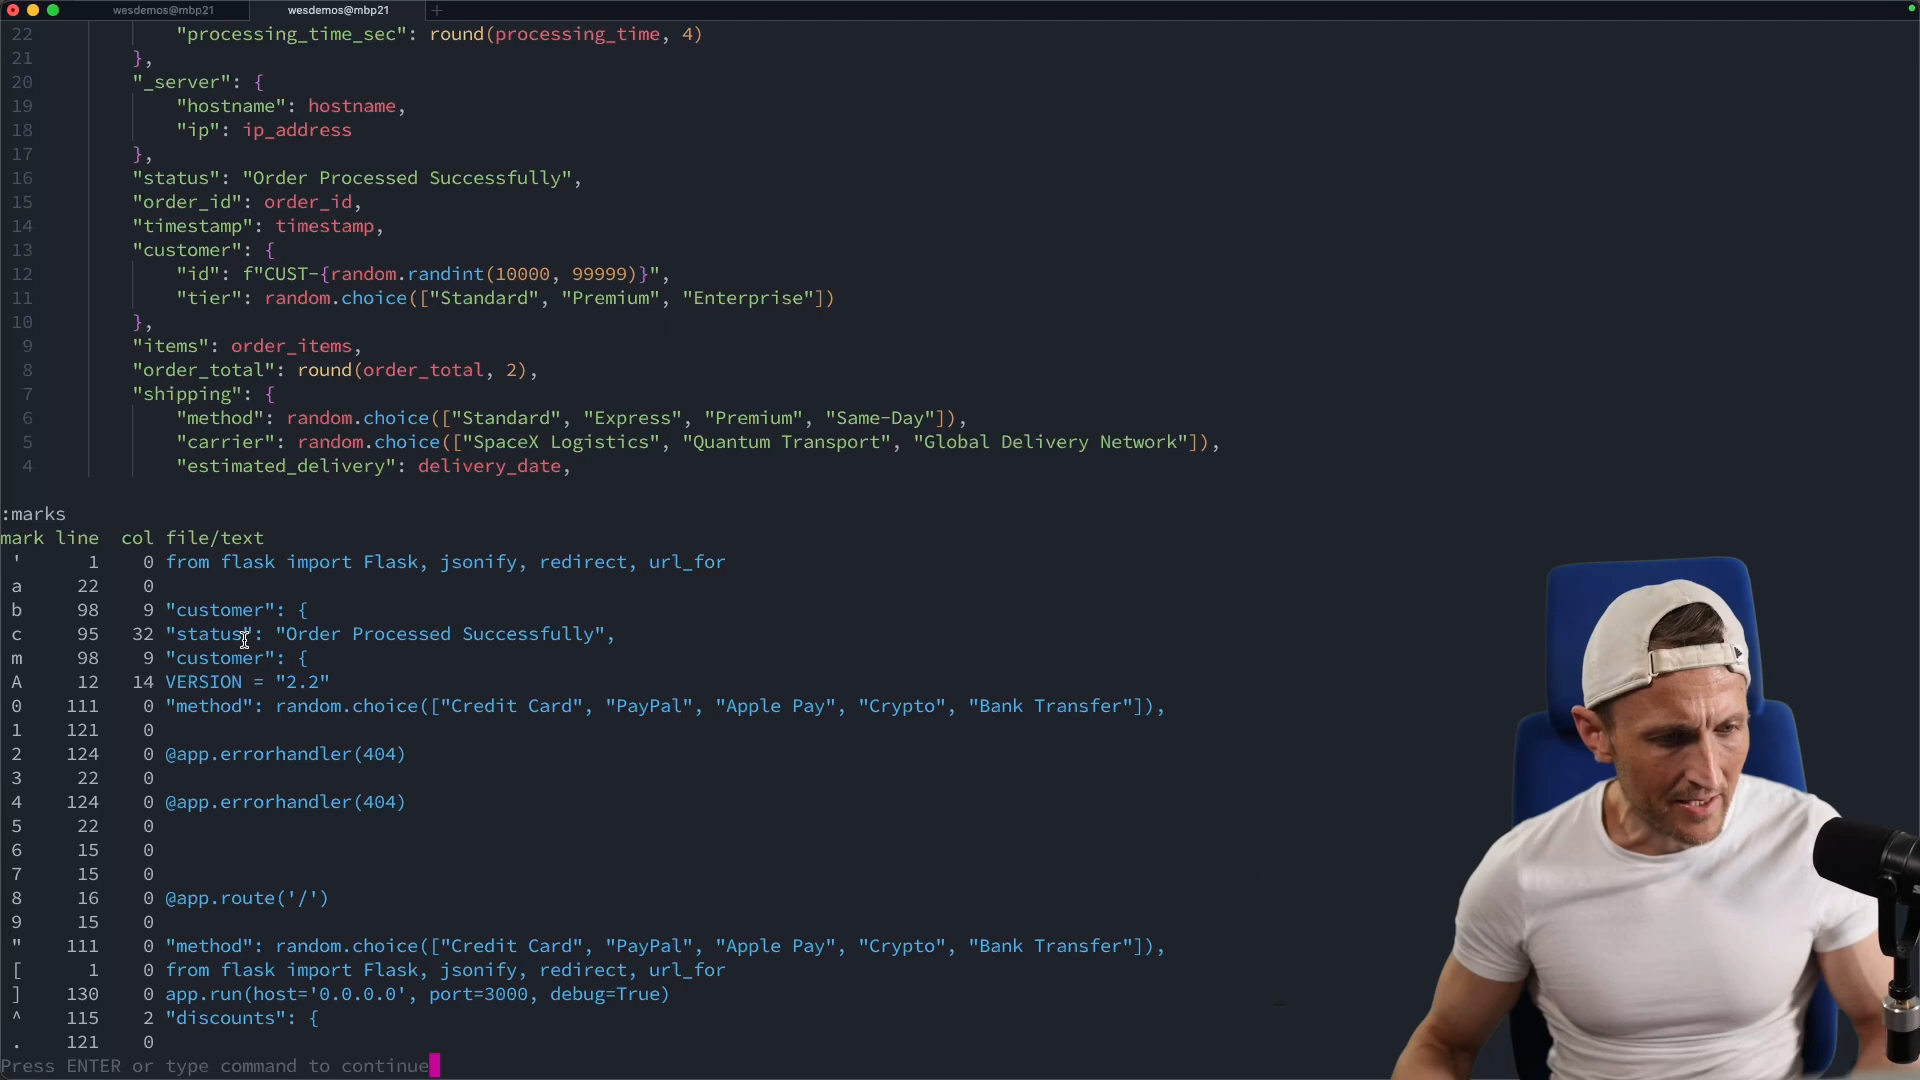 wesdemos@mbp21 wesdemos@mbp21 +
22 "processing_time_sec": round(processing_time, 4)
21 },
20 "_server": {
19 "hostname": hostname,
18 "ip": ip_address
17 },
16 "status": "Order Processed Successfully",
15 "order_id": order_id,
14 "timestamp": timestamp,
13 "customer": {
12 "id": f"CUST-{random.randint(10000, 99999)}",
11 "tier": random.choice(["Standard", "Premium", "Enterprise"])
10 },
9 "items": order_items,
8 "order_total": round(order_total, 2),
7 "shipping": {
6 "method": random.choice(["Standard", "Express", "Premium", "Same-Day"]),
5 "carrier": random.choice(["SpaceX Logistics", "Quantum Transport", "Global Delivery Network"]),
4 "estimated_delivery": delivery_date,
:marks
mark line col file/text
' 1 0 from flask import Flask, jsonify, redirect, url_for
a 22 0
b 98 9 "customer": {
c 95 32 "status": "Order Processed Successfully",
m 98 9 "customer": {
A 12 14 VERSION = "2.2"
0 111 0 "method": random.choice(["Credit Card", "PayPal", "Apple Pay", "Crypto", "Bank Transfer"]),
1 121 0
2 124 0 @app.errorhandler(404)
3 22 0
4 124 0 @app.errorhandler(404)
5 22 0
6 15 0
7 15 0
8 16 0 @app.route('/')
9 15 0
" 111 0 "method": random.choice(["Credit Card", "PayPal", "Apple Pay", "Crypto", "Bank Transfer"]),
[ 1 0 from flask import Flask, jsonify, redirect, url_for
] 130 0 app.run(host='0.0.0.0', port=3000, debug=True)
^ 115 2 "discounts": {
. 121 0
Press ENTER or type command to continue